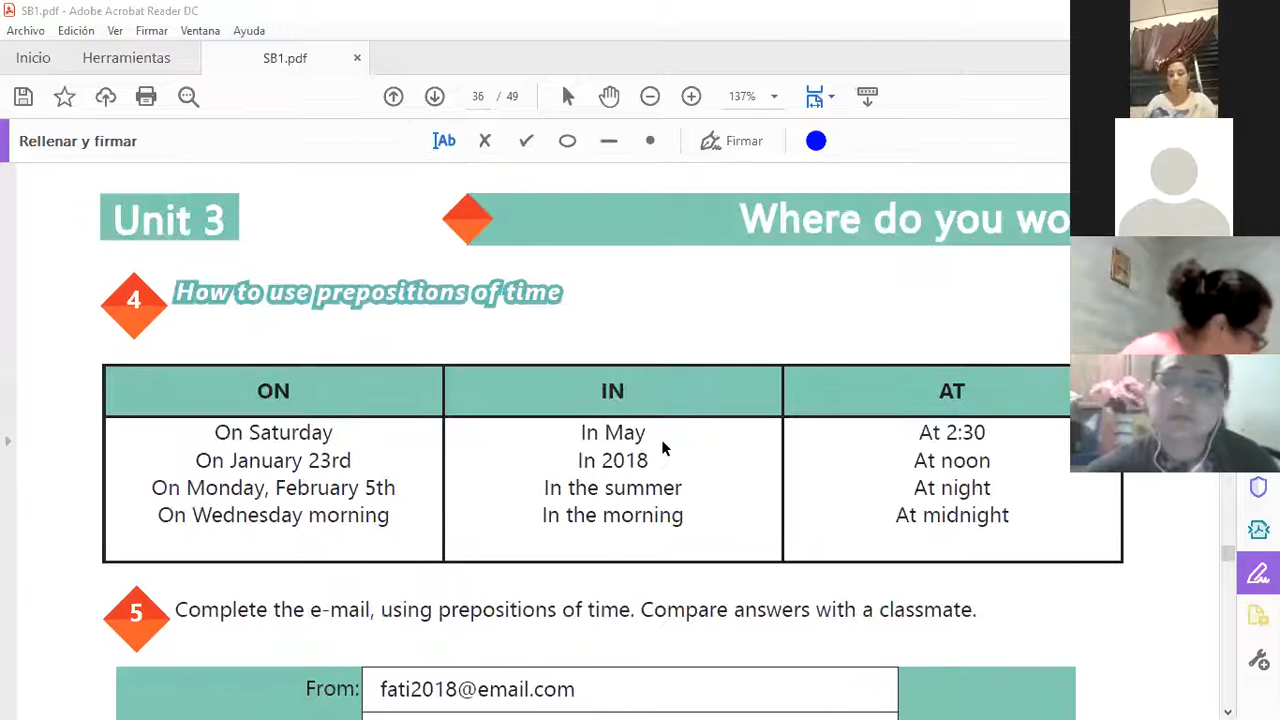 SB1.pdf - Adobe Acrobat Reader DC
Archivo Edición Ver Firmar Ventana Ayuda
Inicio Herramientas SB1.pdf ×
36 / 49 137%
Rellenar y firmar Ab Firmar
Unit 3 Where do you wo
4 How to use prepositions of time
ON IN AT
On Saturday In May At 2:30
On January 23rd In 2018 At noon
On Monday, February 5th In the summer At night
On Wednesday morning In the morning At midnight
5 Complete the e-mail, using prepositions of time. Compare answers with a classmate.
From: fati2018@email.com